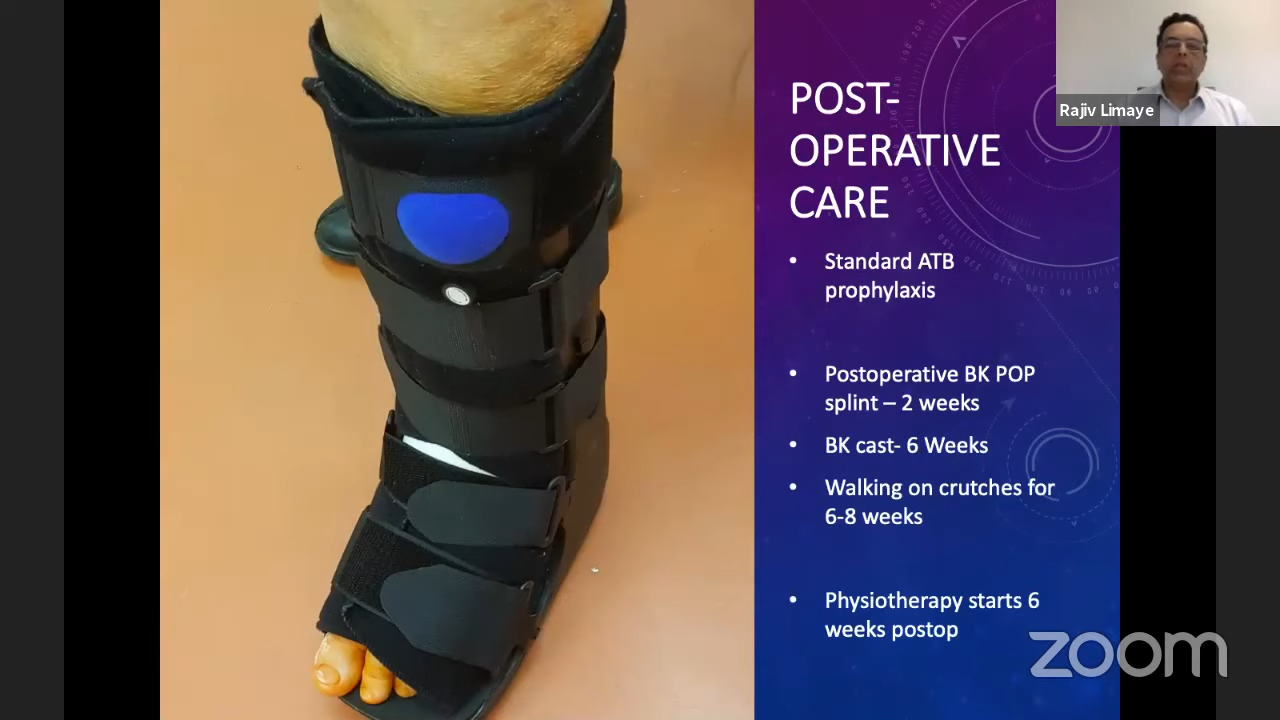 POST-
OPERATIVE
CARE
• Standard ATB
prophylaxis
• Postoperative BK POP
splint – 2 weeks
• BK cast- 6 Weeks
• Walking on crutches for
6-8 weeks
• Physiotherapy starts 6
weeks postop
Rajiv Limaye
zoom